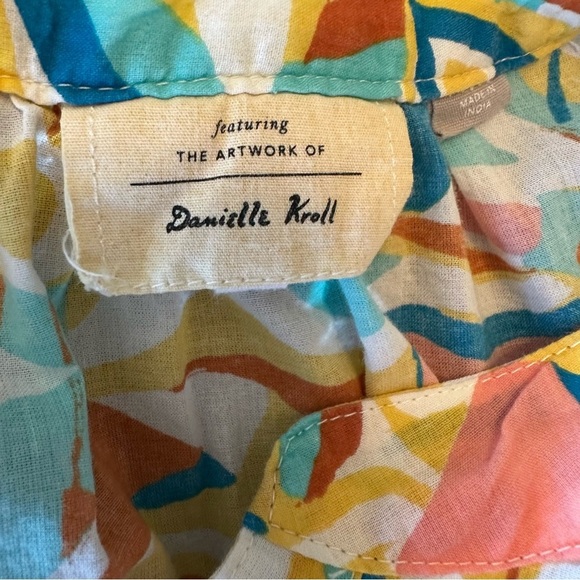 featuring
THE ARTWORK OF
Danielle Kroll
MADE IN
INDIA